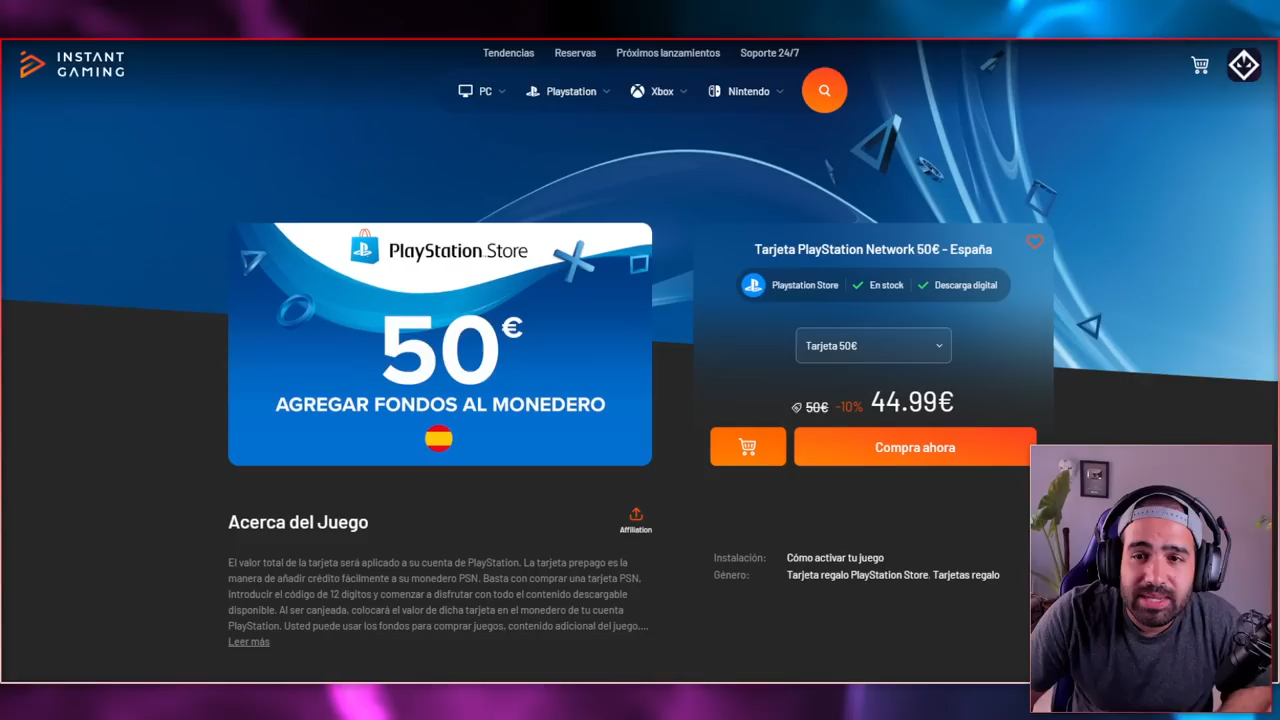 INSTANT
GAMING
Tendencias
Reservas
Próximos lanzamientos
Soporte 24/7
PC
Playstation
Xbox
Nintendo
PlayStation Store
50€
AGREGAR FONDOS AL MONEDERO
Tarjeta PlayStation Network 50€ - España
Playstation Store
En stock
Descarga digital
Tarjeta 50€
50€ -10% 44.99€
Compra ahora
Acerca del Juego
Affiliation
El valor total de la tarjeta será aplicado a su cuenta de PlayStation. La tarjeta prepago es la
manera de añadir crédito fácilmente a su monedero PSN. Basta con comprar una tarjeta PSN,
Introducir el código de 12 dígitos y comenzar a disfrutar con todo el contenido descargable
disponible. Al ser canjeada, colocará el valor de dicha tarjeta en el monedero de tu cuenta
PlayStation. Usted puede usar los fondos para comprar juegos, contenido adicional del juego,...
Leer más
Instalación: Cómo activar tu juego
Género: Tarjeta regalo PlayStation Store, Tarjetas regalo